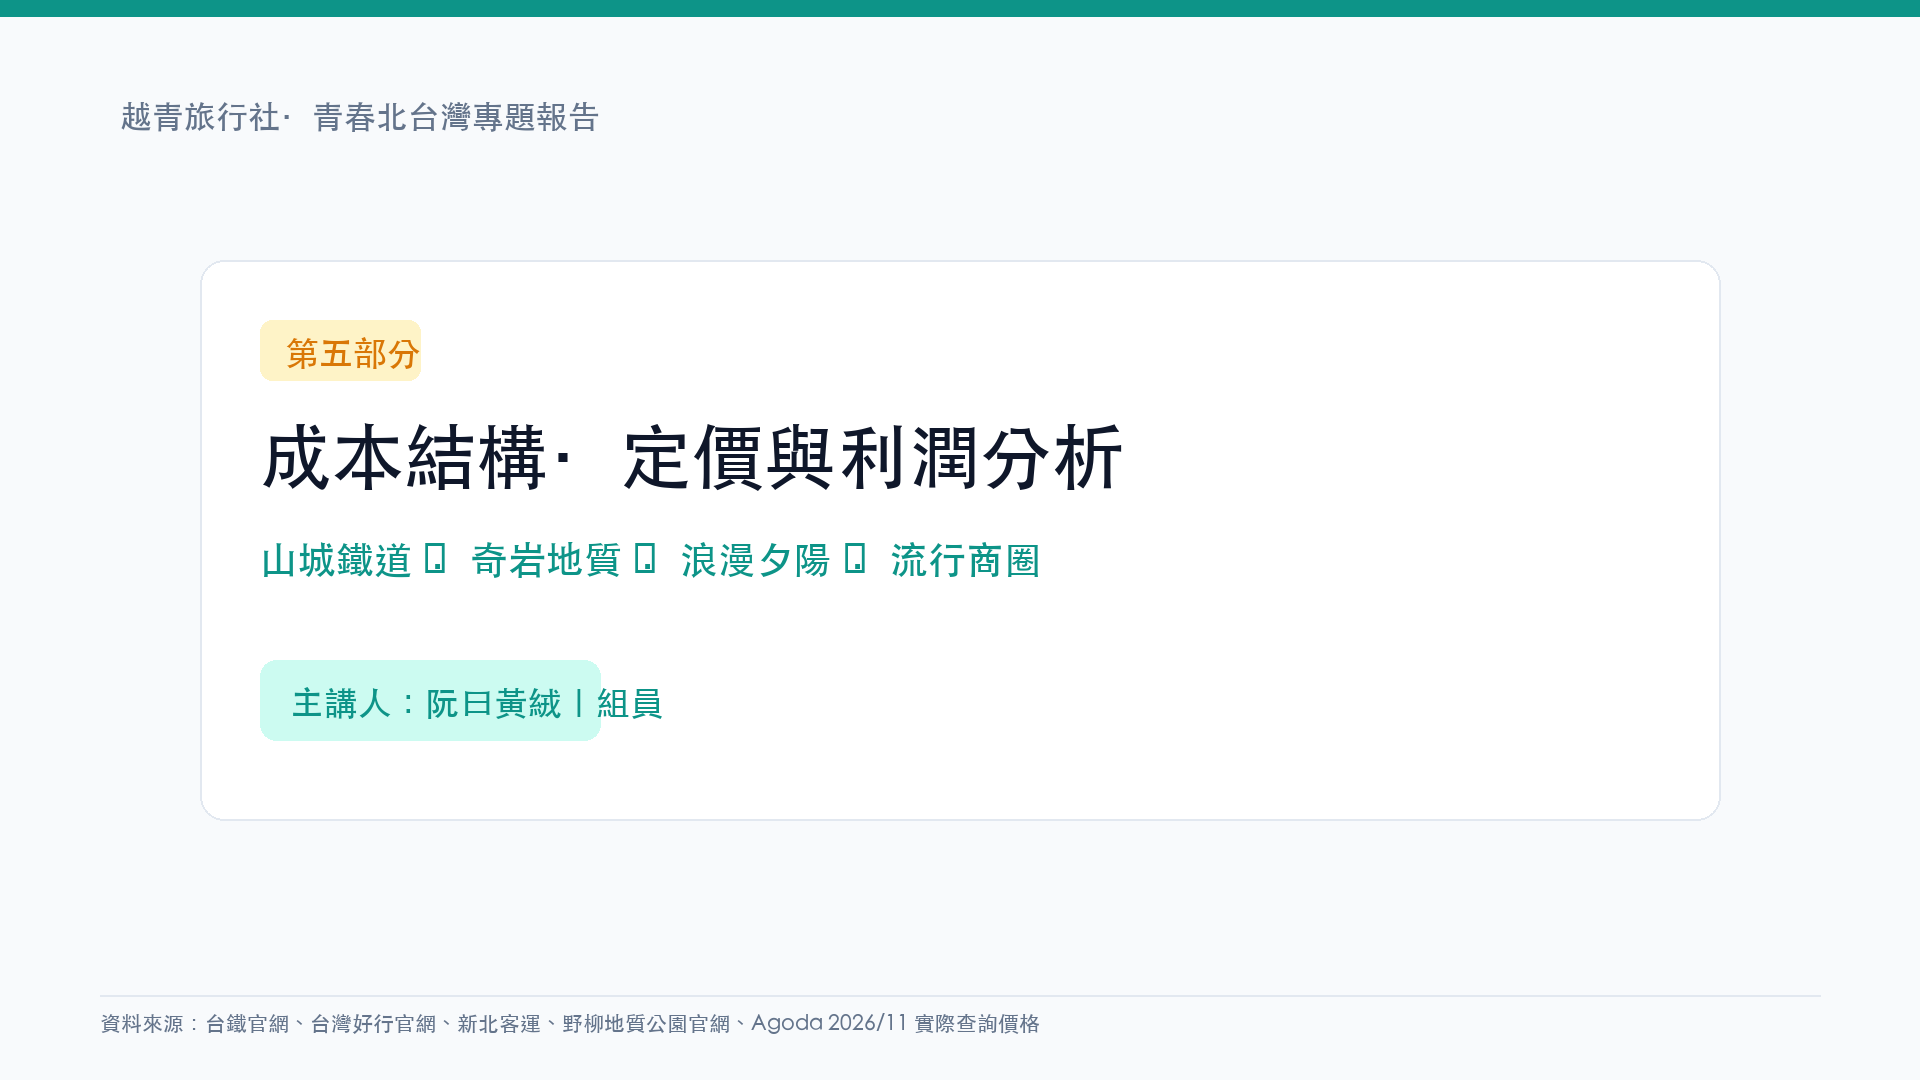 越青旅行社· 青春北台灣專題報告
第五部分
成本結構· 定價與利潤分析
山城鐵道 奇岩地質 浪漫夕陽 流行商圈
主講人：阮曰黃絨 | 組員
資料來源：台鐵官網、台灣好行官網、新北客運、野柳地質公園官網、Agoda 2026/11 實際查詢價格